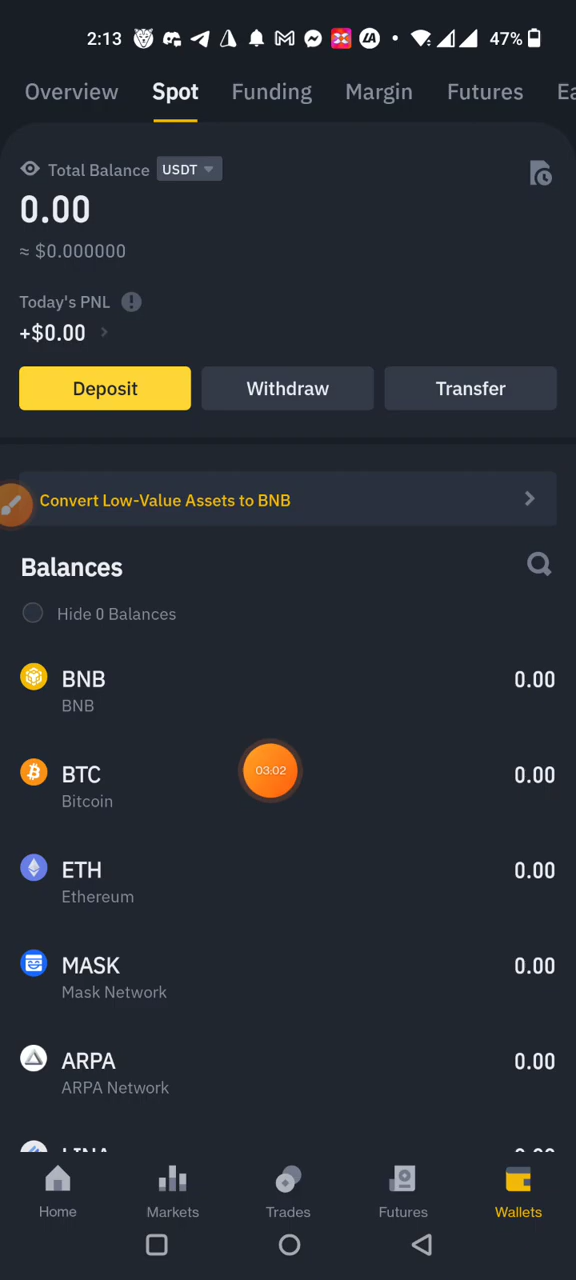 2:13 47%
Overview Spot Funding Margin Futures Ea
Total Balance USDT
0.00
≈ $0.000000
Today's PNL
+$0.00
Deposit Withdraw Transfer
Convert Low-Value Assets to BNB
Balances
Hide 0 Balances
BNB 0.00
BNB
03:02
BTC 0.00
Bitcoin
ETH 0.00
Ethereum
MASK 0.00
Mask Network
ARPA 0.00
ARPA Network
Home Markets Trades Futures Wallets